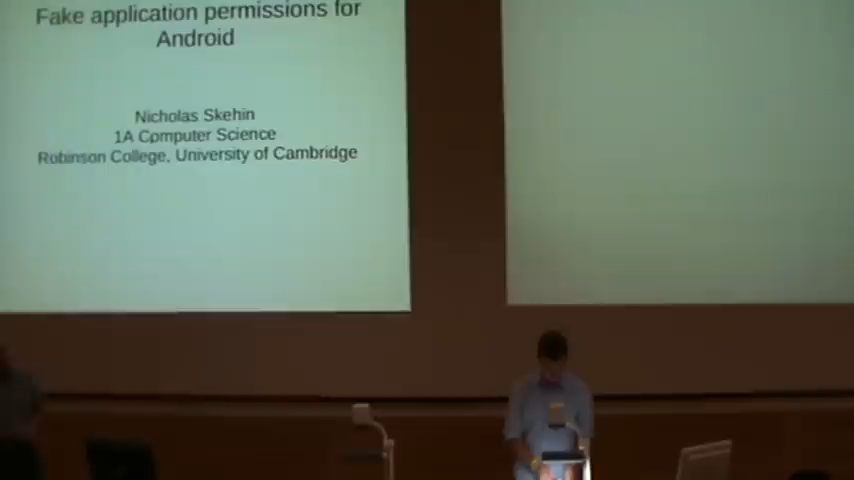 Fake application permissions for
Android
Nicholas Skehin
1A Computer Science
Robinson College, University of Cambridge